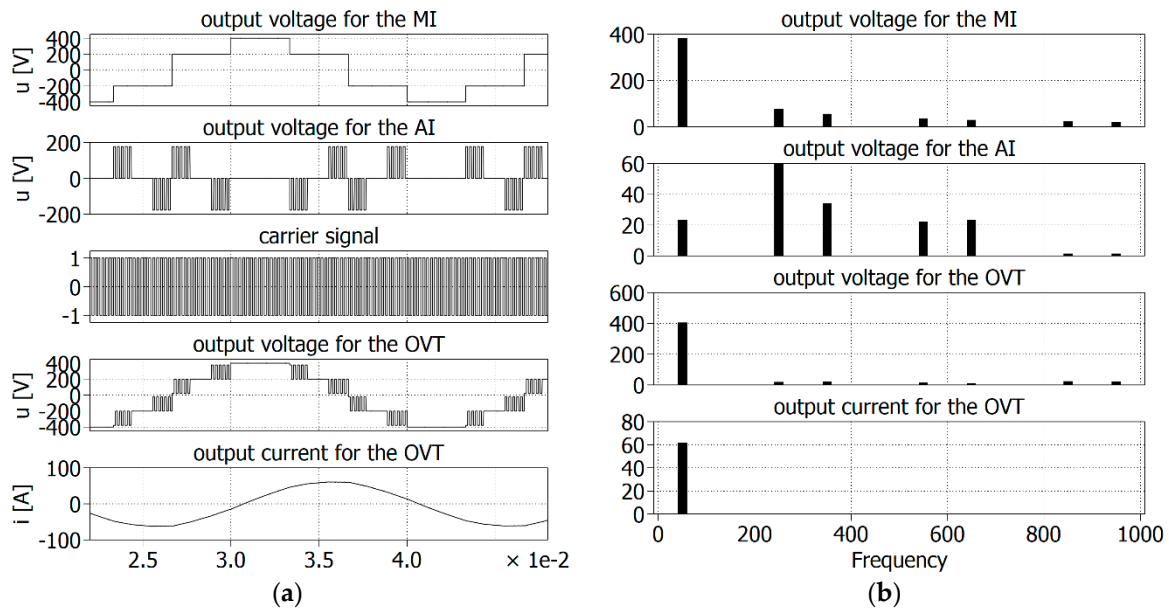 output voltage for the MI
u [V]
400
200
0
-200
-400
output voltage for the AI
u [V]
200
0
-200
carrier signal
1
0
-1
output voltage for the OVT
u [V]
400
200
0
-200
-400
output current for the OVT
i [A]
100
0
-100
2.5 3.0 3.5 4.0 × 1e-2
(a)
output voltage for the MI
400
200
0
output voltage for the AI
60
40
20
0
output voltage for the OVT
600
400
200
0
output current for the OVT
80
60
40
20
0
0 200 400 600 800 1000
Frequency
(b)